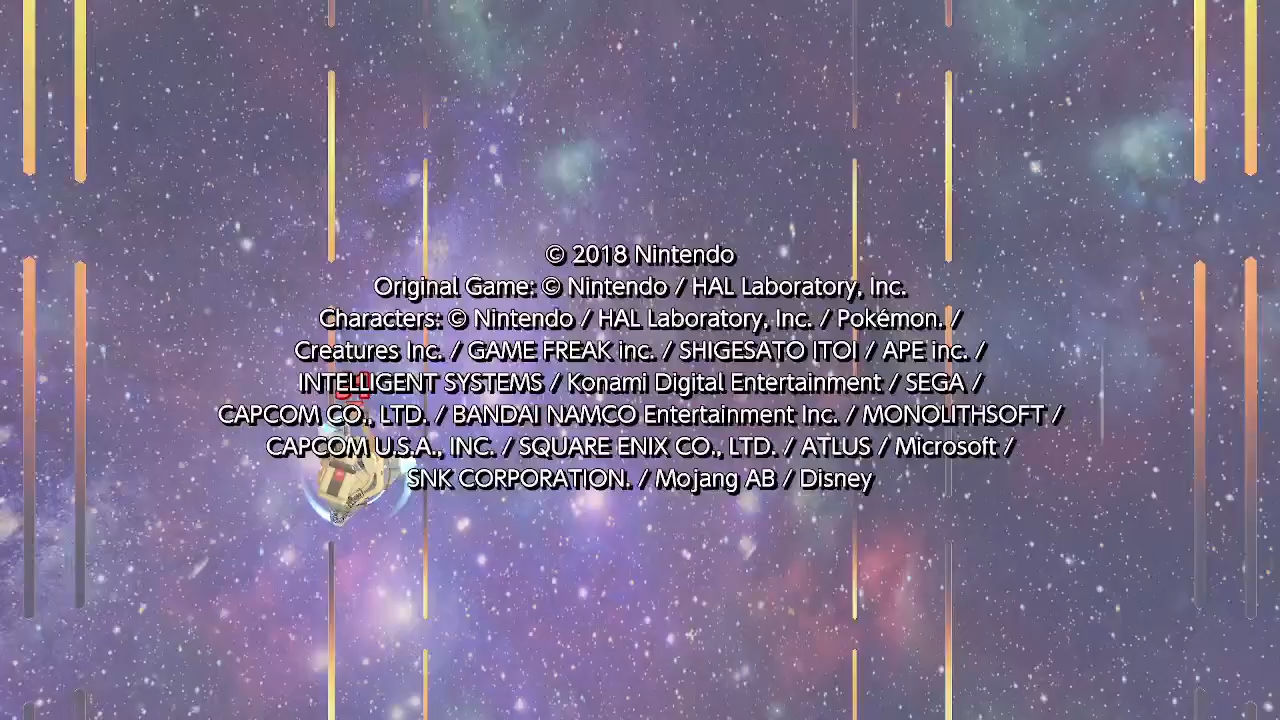 © 2018 Nintendo
Original Game: © Nintendo / HAL Laboratory, Inc.
Characters: © Nintendo / HAL Laboratory, Inc. / Pokémon. /
Creatures Inc. / GAME FREAK inc. / SHIGESATO ITOI / APE inc. /
INTELLIGENT SYSTEMS / Konami Digital Entertainment / SEGA /
CAPCOM CO., LTD. / BANDAI NAMCO Entertainment Inc. / MONOLITHSOFT /
CAPCOM U.S.A., INC. / SQUARE ENIX CO., LTD. / ATLUS / Microsoft /
SNK CORPORATION. / Mojang AB / Disney